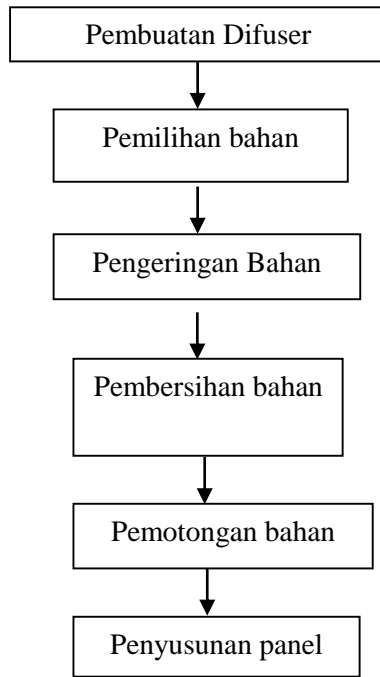 Pembuatan Difuser
Pemilihan bahan
Pengeringan Bahan
Pembersihan bahan
Pemotongan bahan
Penyusunan panel